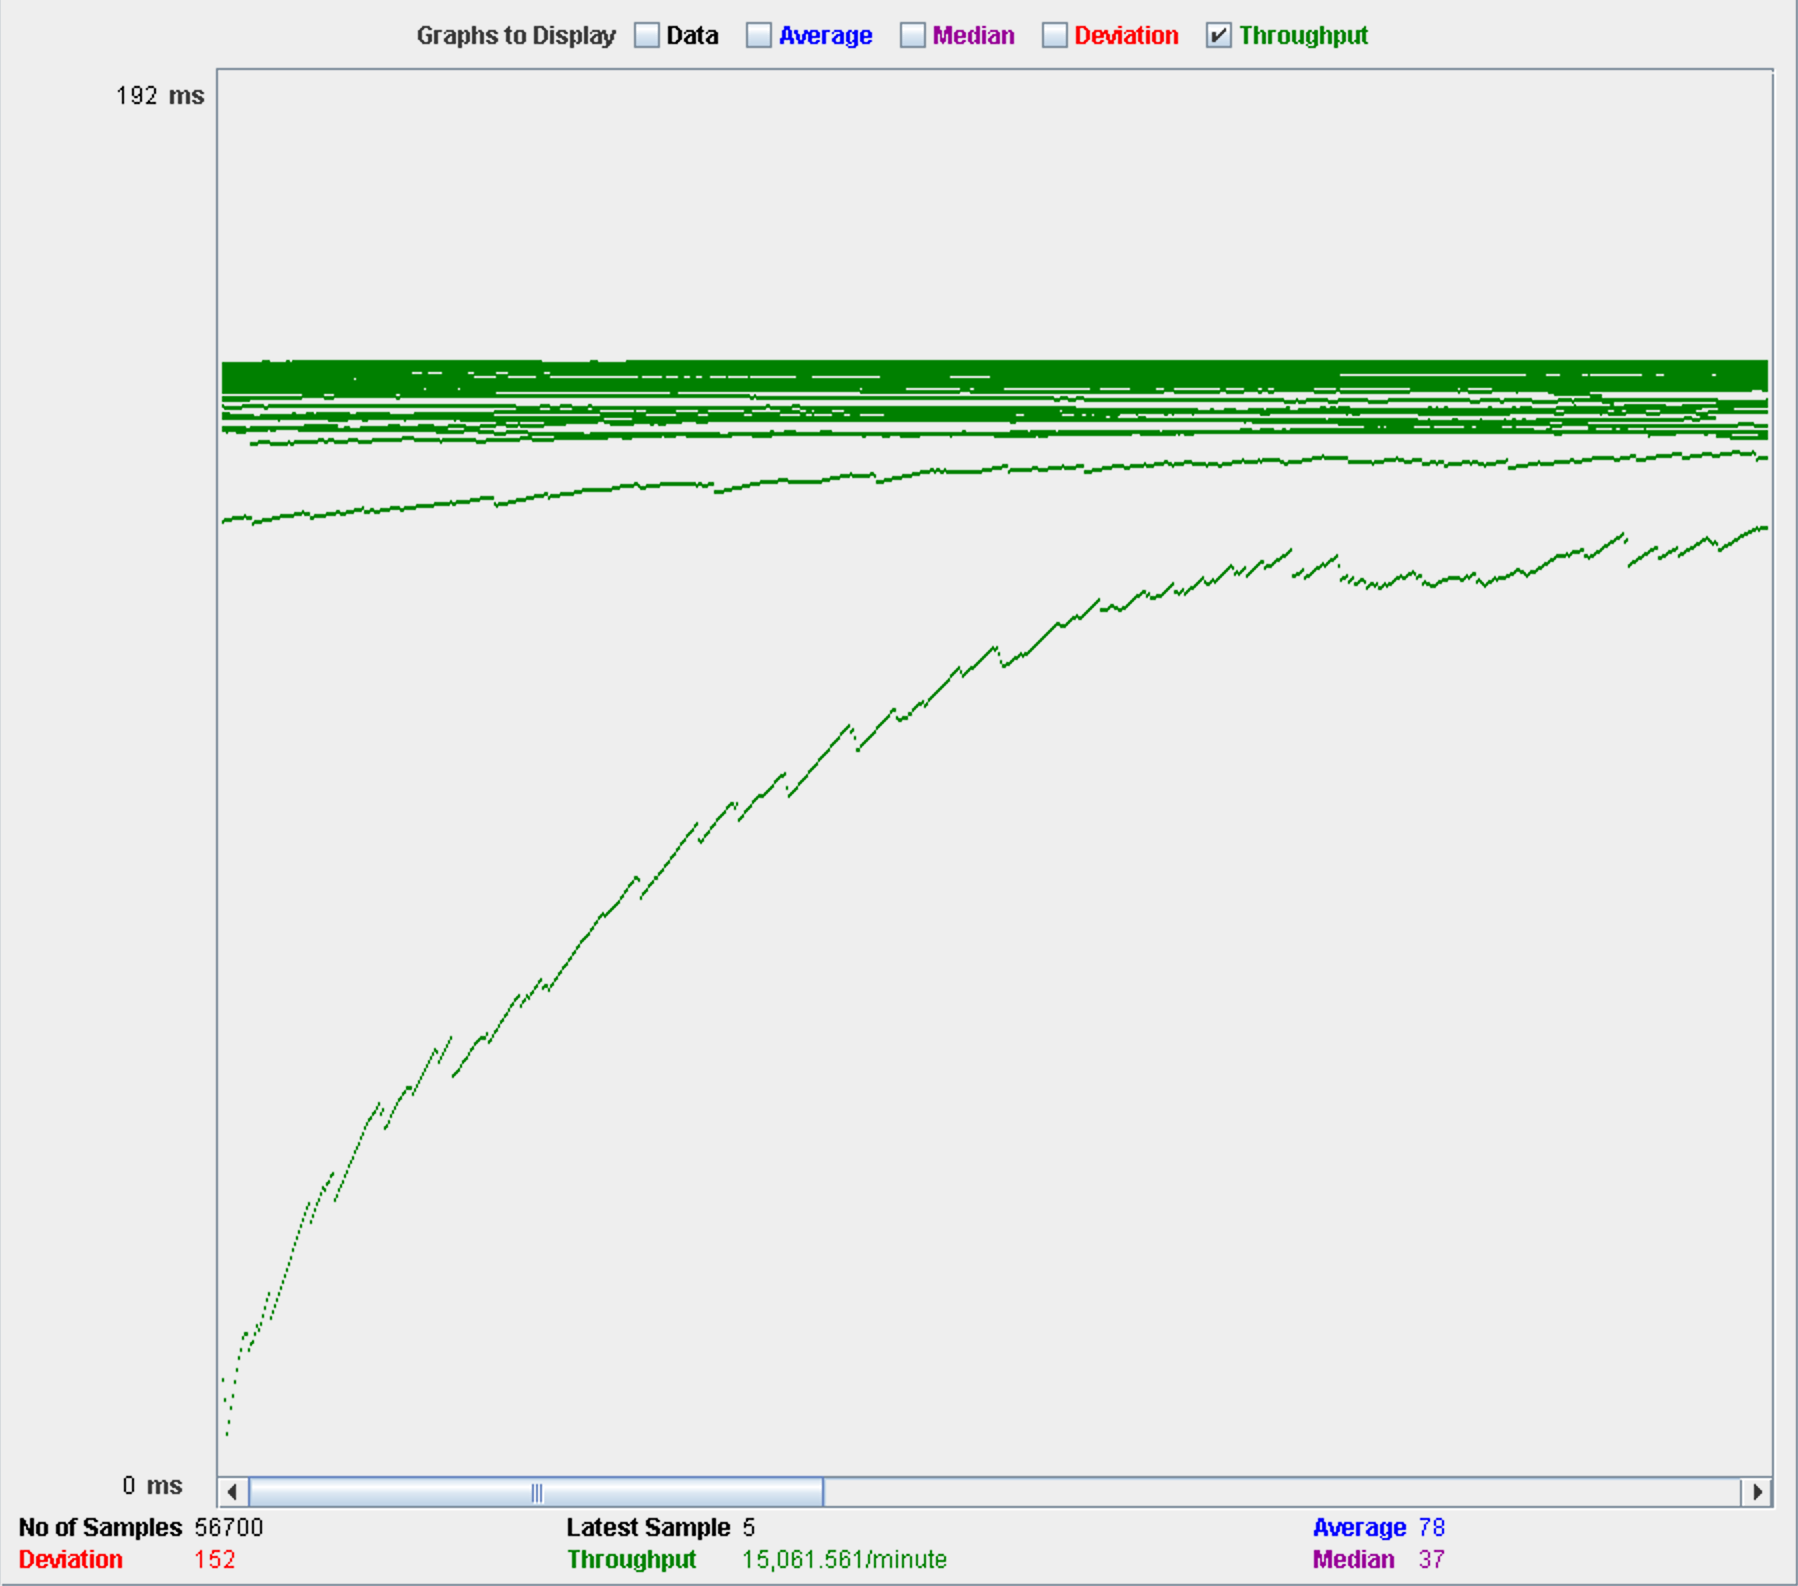 Graphs to Display Data Average Median Deviation Throughput
192 ms
0 ms
No of Samples 56700 Latest Sample 5 Average 78
Deviation 152 Throughput 15,061.561/minute Median 37